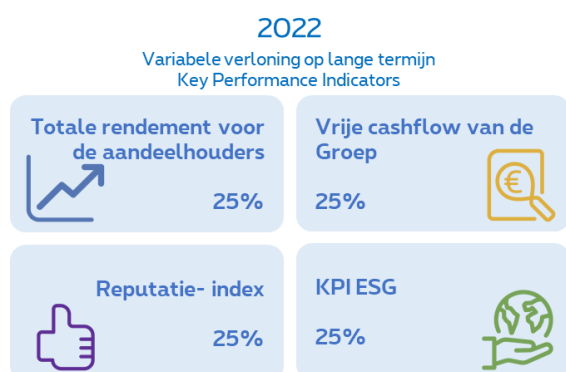 2022
Variabele verloning op lange termijn
Key Performance Indicators
Totale rendement voor
de aandeelhouders
25%
Vrije cashflow van de
Groep
€
25%
Reputatie- index
25%
KPI ESG
25%